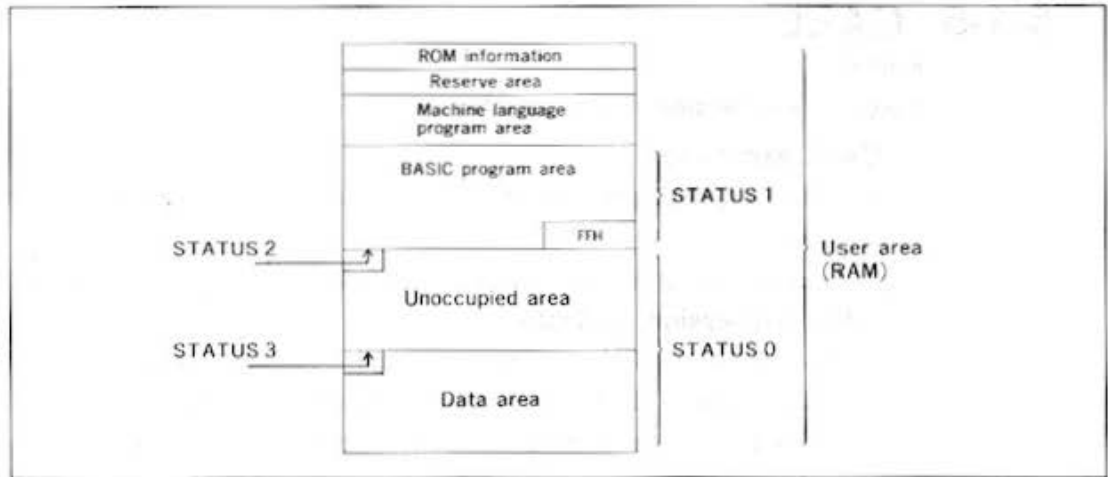 ROM information
Reserve area
Machine language
program area
BASIC program area
STATUS 1
FFH
STATUS 2
User area
(RAM)
Unoccupied area
STATUS 3
STATUS 0
Data area